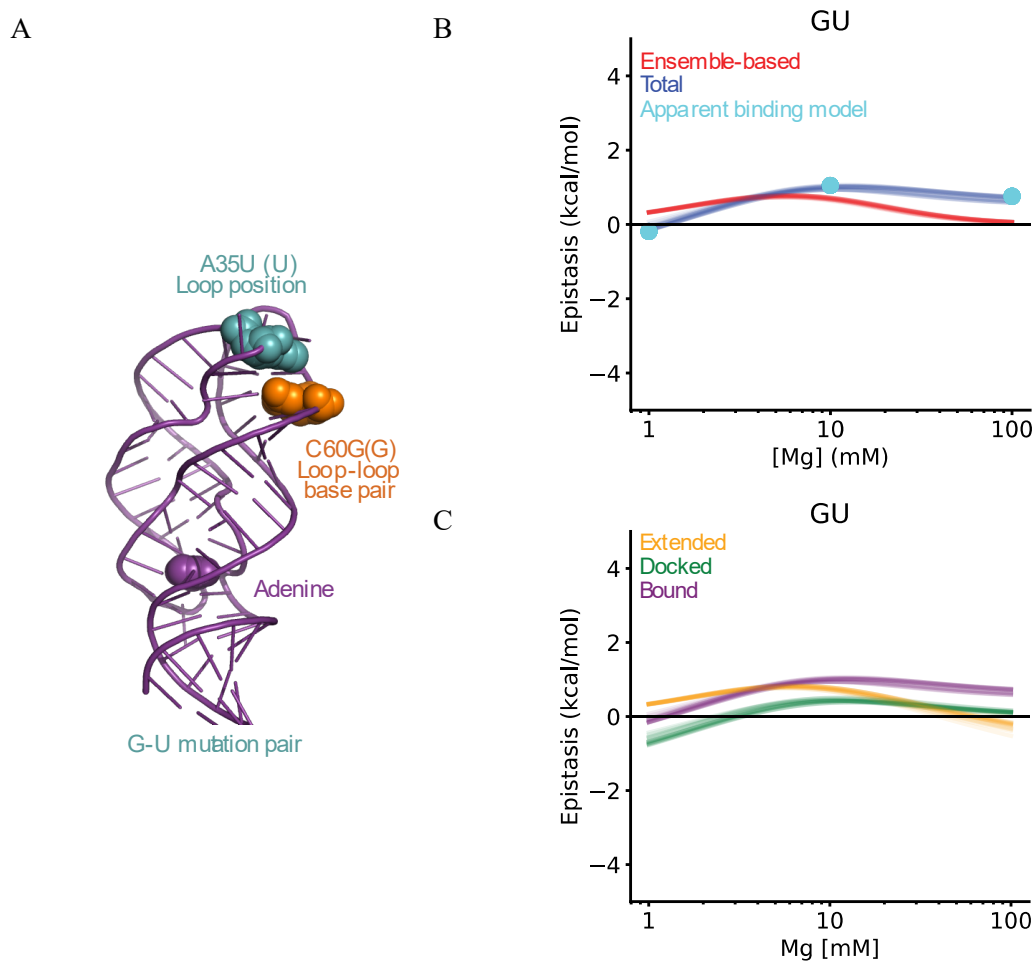 A
A35U (U)
Loop position
C60G(G)
Loop-loop
base pair
Adenine
G-U mutation pair
B
GU
Ensemble-based
Total
Apparent binding model
Epistasis (kcal/mol)
4
2
0
−2
−4
1
10
100
[Mg] (mM)
C
GU
Extended
Docked
Bound
Epistasis (kcal/mol)
4
2
0
−2
−4
1
10
100
Mg [mM]